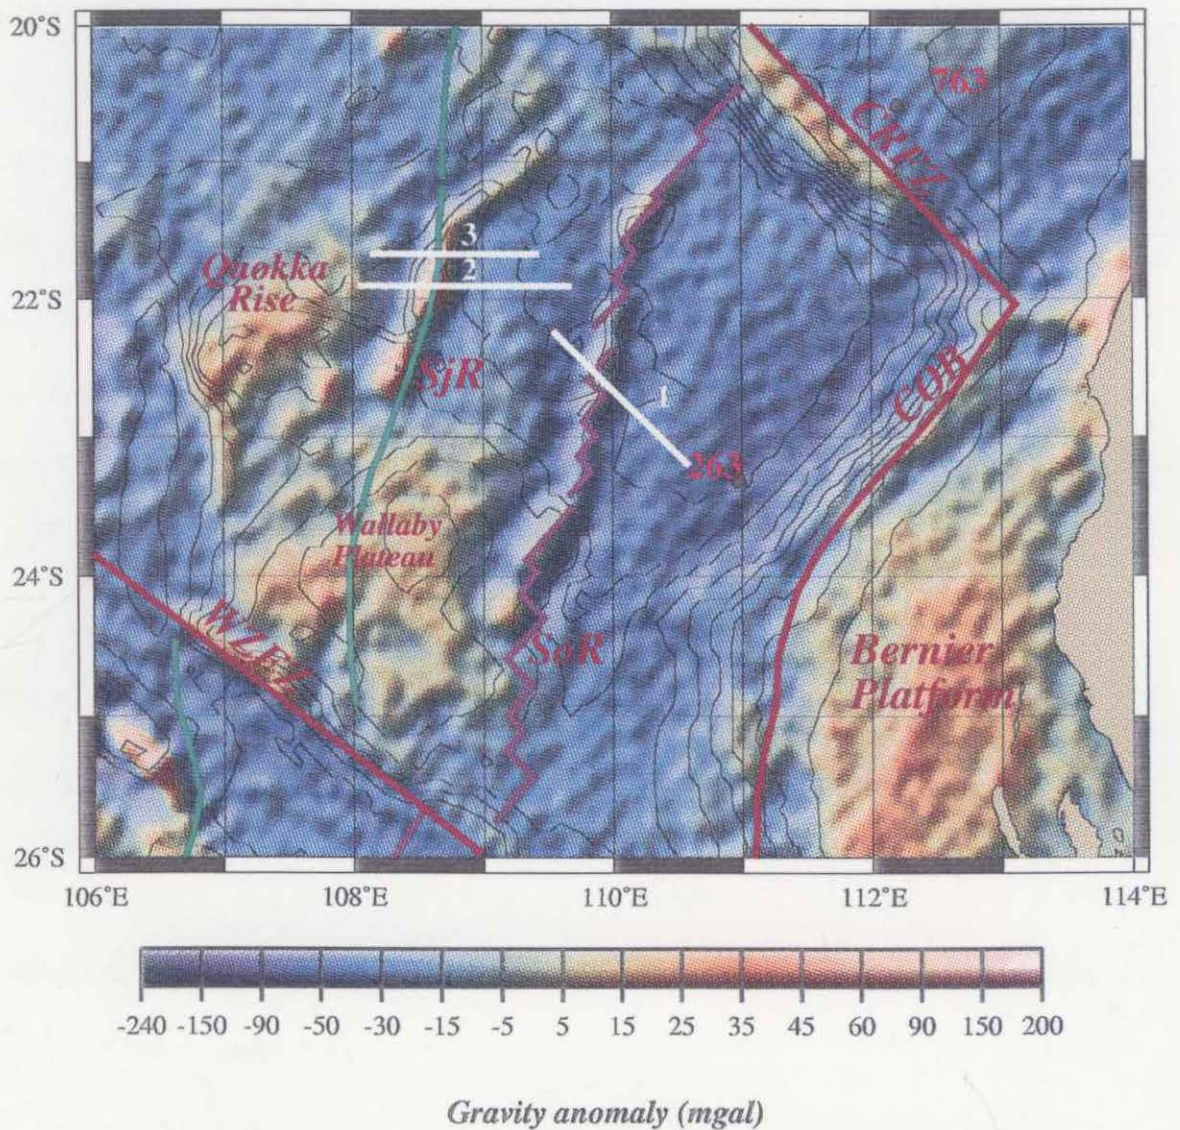 20°S
763
CRFZ
3
Quokka
Rise
2
22°S
SjR
COB
1
263
Wallaby
Plateau
24°S
WZFZ
SoR
Bernier
Platform
26°S
106°E 108°E 110°E 112°E 114°E
-240 -150 -90 -50 -30 -15 -5 5 15 25 35 45 60 90 150 200
Gravity anomaly (mgal)